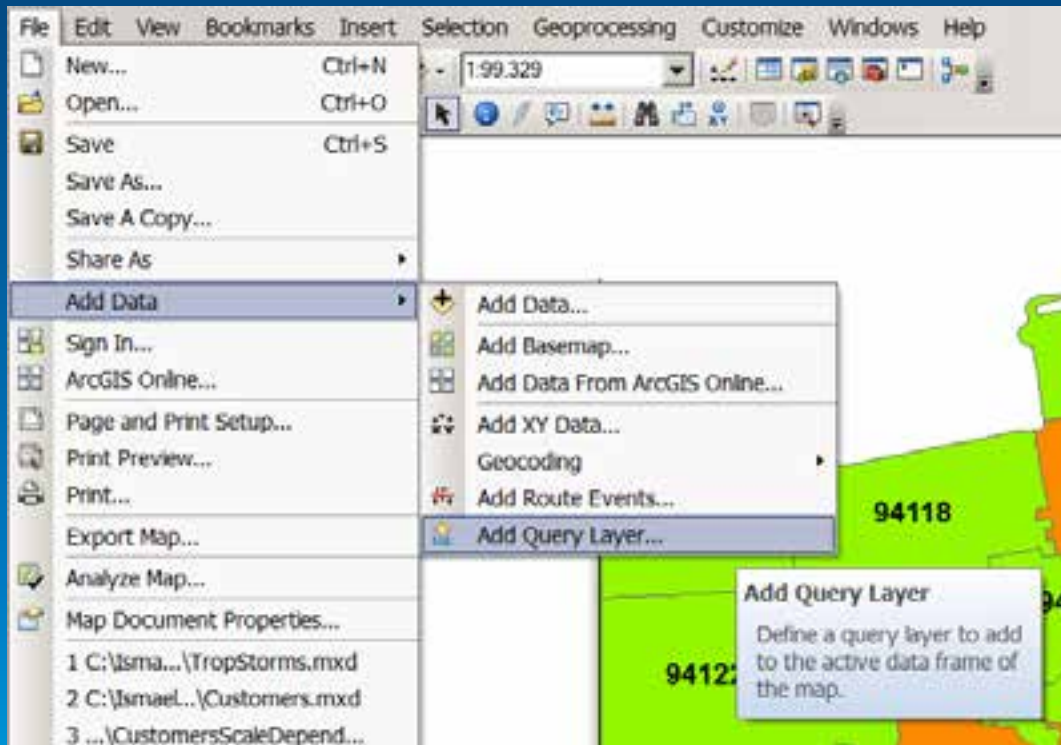 File Edit View Bookmarks Insert Selection Geoprocessing Customize Windows Help
New... Ctrl+N
1:99,329
Open... Ctrl+O
Save Ctrl+S
Save As...
Save A Copy...
Share As
Add Data
Add Data...
Sign In...
Add Basemap...
ArcGIS Online...
Add Data From ArcGIS Online...
Page and Print Setup...
Add XY Data...
Print Preview...
Geocoding
Print...
Add Route Events...
94118
Export Map...
Add Query Layer...
Analyze Map...
Add Query Layer
Map Document Properties...
Define a query layer to add
to the active data frame of
the map.
1 C:\Isma...\TropStorms.mxd
9412
2 C:\Ismael...\Customers.mxd
3 ...\CustomersScaleDepend...